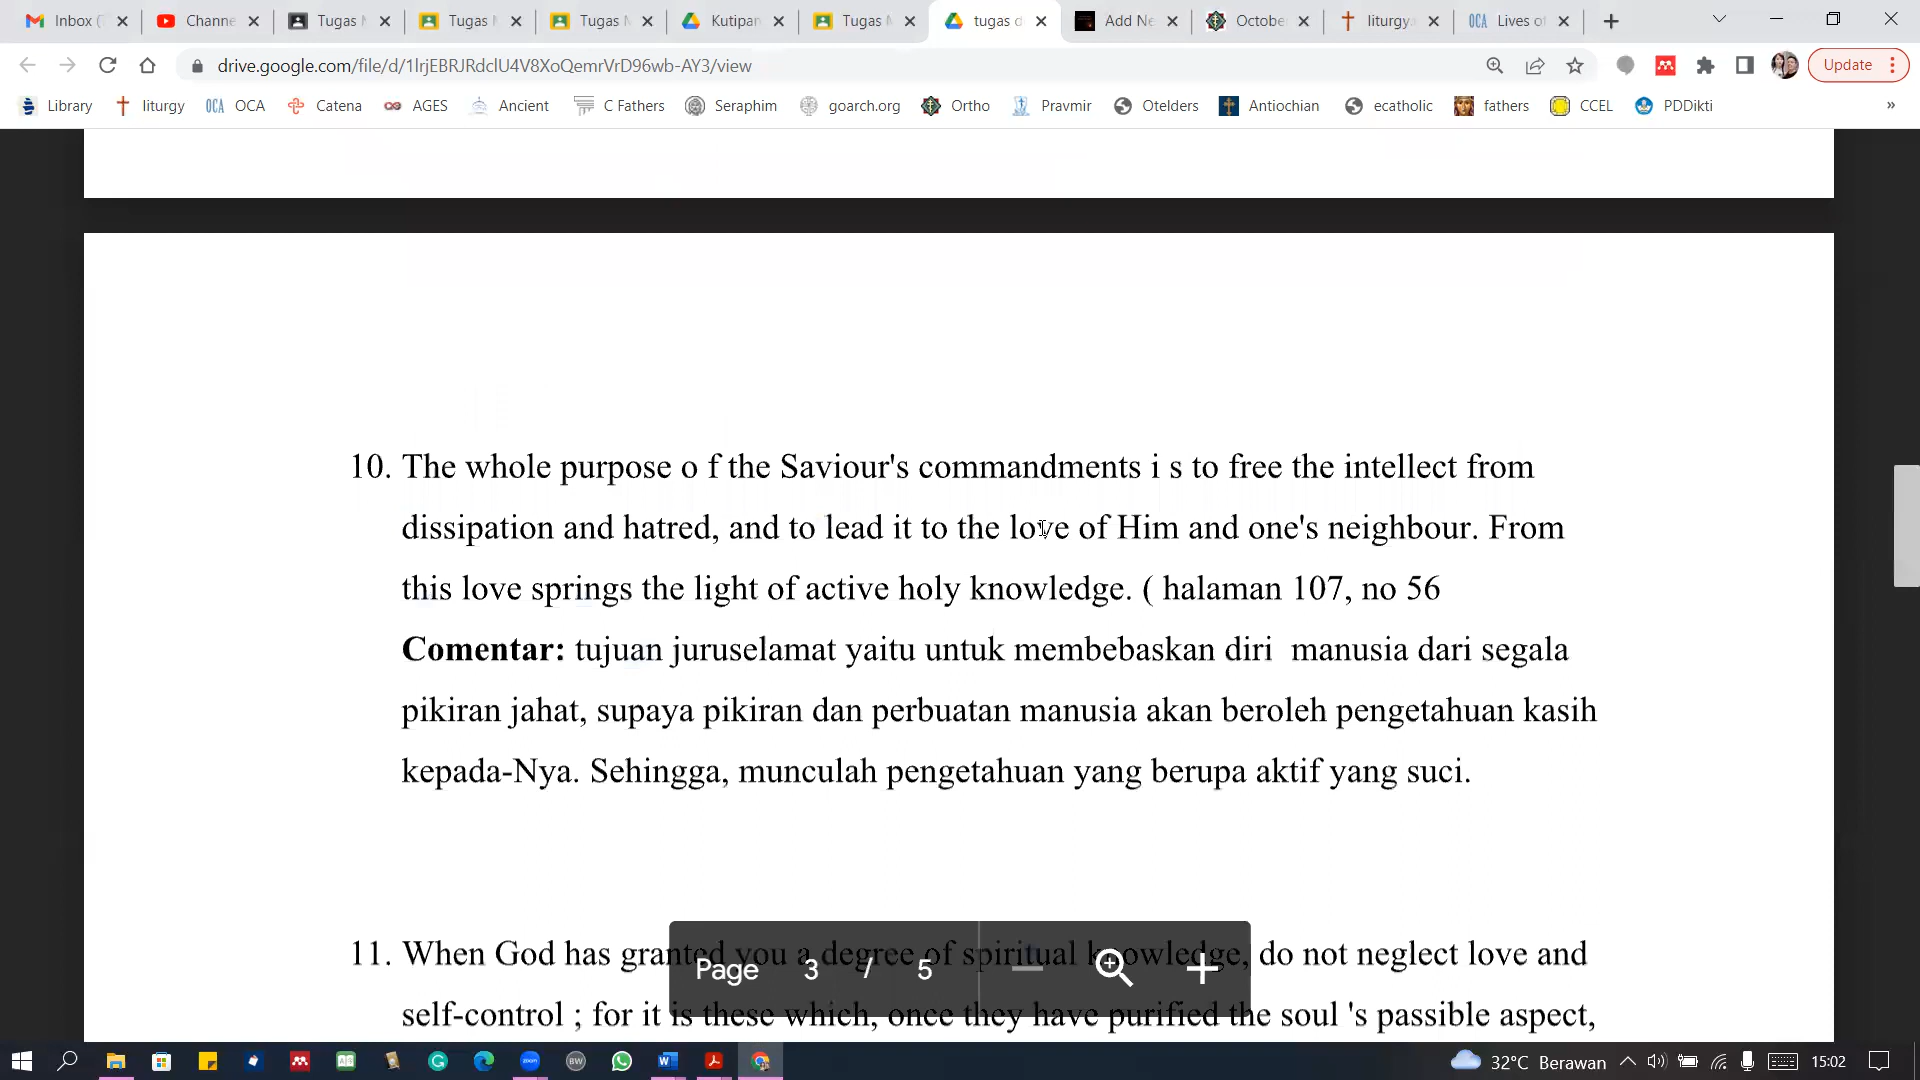 Inbox ( Channe Tugas M Tugas M Tugas M Kutipan Tugas M tugas d Add Ne Octobe liturgy. Lives of
drive.google.com/file/d/1lrjEBRJRdclU4V8XoQemrVrD96wb-AY3/view Update
Library liturgy OCA OCA Catena AGES Ancient C Fathers Seraphim goarch.org Ortho Pravmir Otelders Antiochian ecatholic fathers CCEL PDDikti »
10. The whole purpose o f the Saviour's commandments i s to free the intellect from
dissipation and hatred, and to lead it to the love of Him and one's neighbour. From
this love springs the light of active holy knowledge. ( halaman 107, no 56
Comentar: tujuan juruselamat yaitu untuk membebaskan diri manusia dari segala
pikiran jahat, supaya pikiran dan perbuatan manusia akan beroleh pengetahuan kasih
kepada-Nya. Sehingga, munculah pengetahuan yang berupa aktif yang suci.
11. When God has granted you a degree of spiritual knowledge, do not neglect love and
Page 3 / 5
self-control ; for it is these which, once they have purified the soul 's passible aspect,
zoom BW W 32°C Berawan 15:02